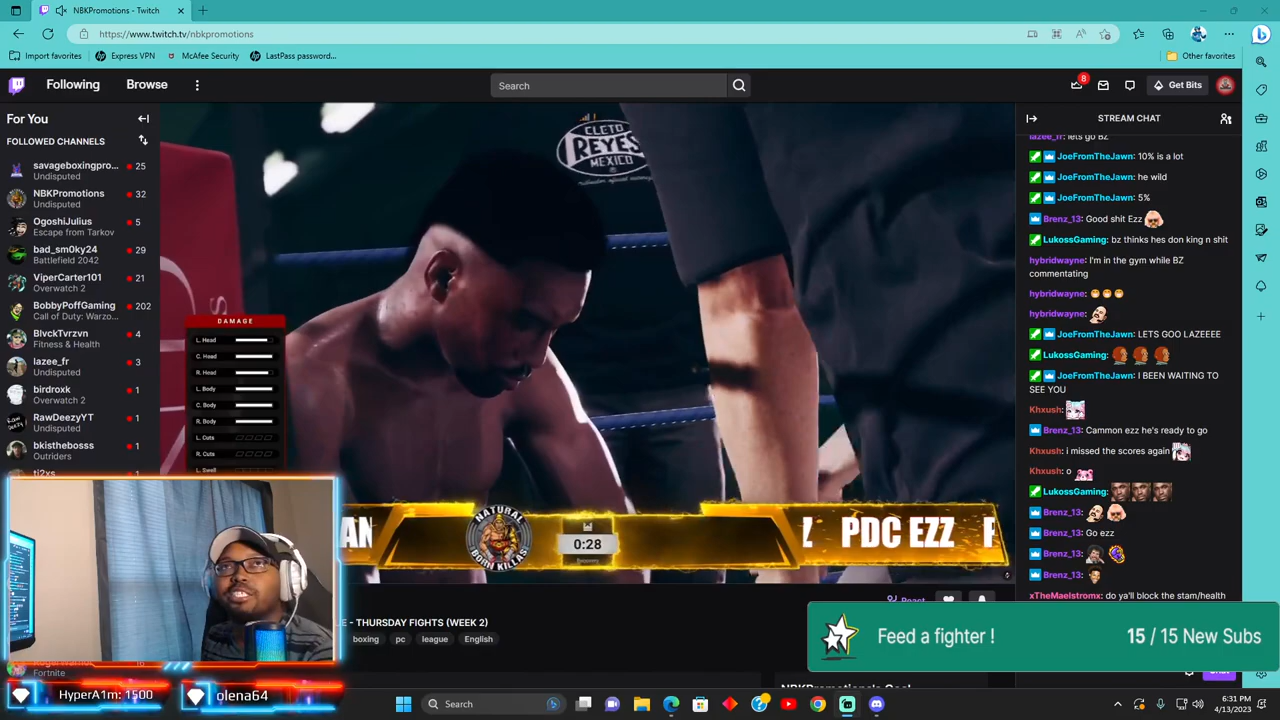 NBKPromotions - Twitch
https://www.twitch.tv/nbkpromotions
Import favorites
Express VPN
McAfee Security
LastPass password...
Other favorites
Following
Browse
Search
8
Get Bits
For You
FOLLOWED CHANNELS
savageboxingpro...
25
Undisputed
NBKPromotions
32
Undisputed
OgoshiJulius
5
Escape from Tarkov
bad_sm0ky24
29
Battlefield 2042
ViperCarter101
21
Overwatch 2
BobbyPoffGaming
202
Call of Duty: Warzo...
BlvckTvrzvn
4
Fitness & Health
lazee_fr
3
Undisputed
birdroxk
1
Overwatch 2
RawDeezyYT
1
Undisputed
bkisthebosss
1
Outriders
ti2xs
Fortnite
CLETO
REYES
MEXICO
DAMAGE
L. Head
C. Head
R. Head
L. Body
C. Body
R. Body
L. Cuts
R. Cuts
L. Swell
AN
NATURAL
BORN KILLAS
0:28
Z
PDC EZZ
React
E - THURSDAY FIGHTS (WEEK 2)
boxing
pc
league
English
STREAM CHAT
lazee_fr: lets go BZ
JoeFromTheJawn: 10% is a lot
JoeFromTheJawn: he wild
JoeFromTheJawn: 5%
Brenz_13: Good shit Ezz
LukossGaming: bz thinks hes don king n shit
hybridwayne: I'm in the gym while BZ
commentating
hybridwayne:
hybridwayne:
JoeFromTheJawn: LETS GOO LAZEEEE
LukossGaming:
JoeFromTheJawn: I BEEN WAITING TO
SEE YOU
Khxush:
Brenz_13: Cammon ezz he's ready to go
Khxush: i missed the scores again
Khxush: o
LukossGaming:
Brenz_13:
Brenz_13: Go ezz
Brenz_13:
Brenz_13:
xTheMaelstromx: do ya'll block the stam/health
Feed a fighter !
15 / 15 New Subs
HyperA1m: 1500
olena64
Search
6:31 PM
4/13/2023